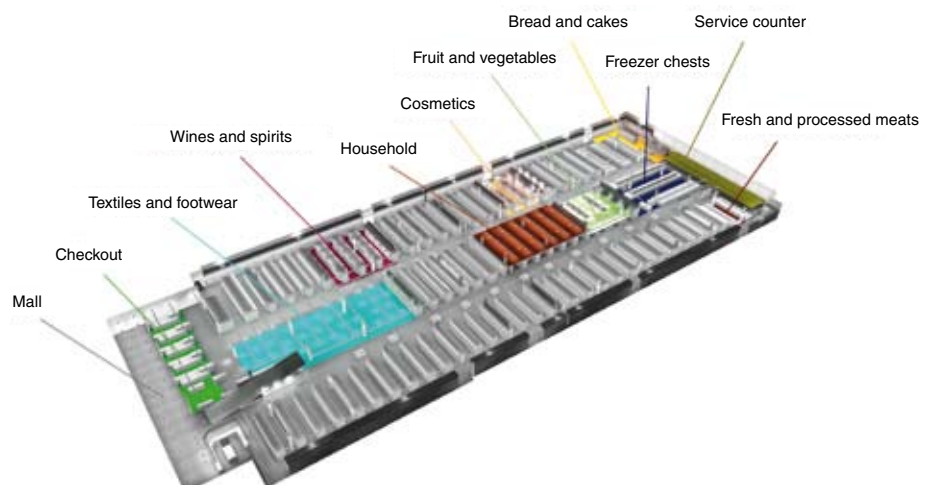 Bread and cakes
Service counter
Fruit and vegetables
Freezer chests
Cosmetics
Fresh and processed meats
Wines and spirits
Household
Textiles and footwear
Checkout
Mall